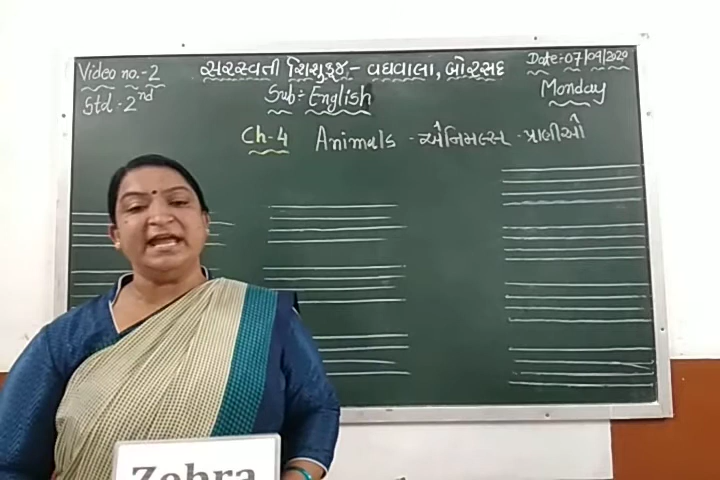 Video no.-2
સરસ્વતી શિશુકુંજ - વઘવાલા, બોરસદ
Date:-07/09/2020
Std.-2nd
Sub:- English
Monday
Ch-4 Animals - એનિમલ્સ - પ્રાણીઓ
Zebra